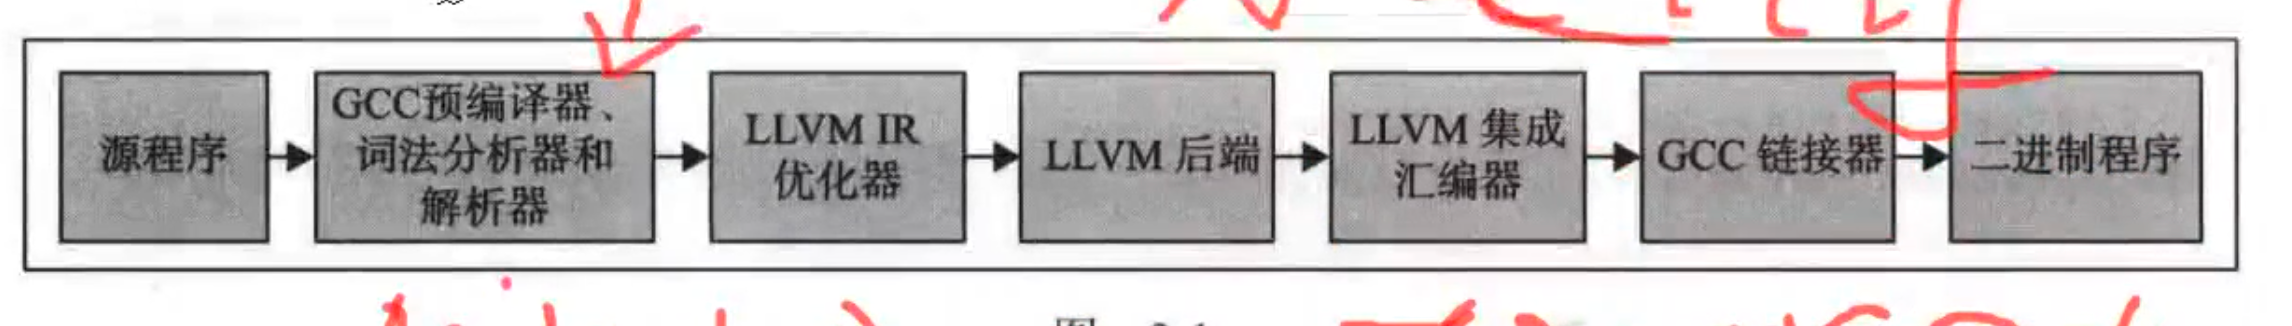 源程序
GCC预编译器、
词法分析器和
解析器
LLVM IR
优化器
LLVM 后端
LLVM 集成
汇编器
GCC 链接器
二进制程序